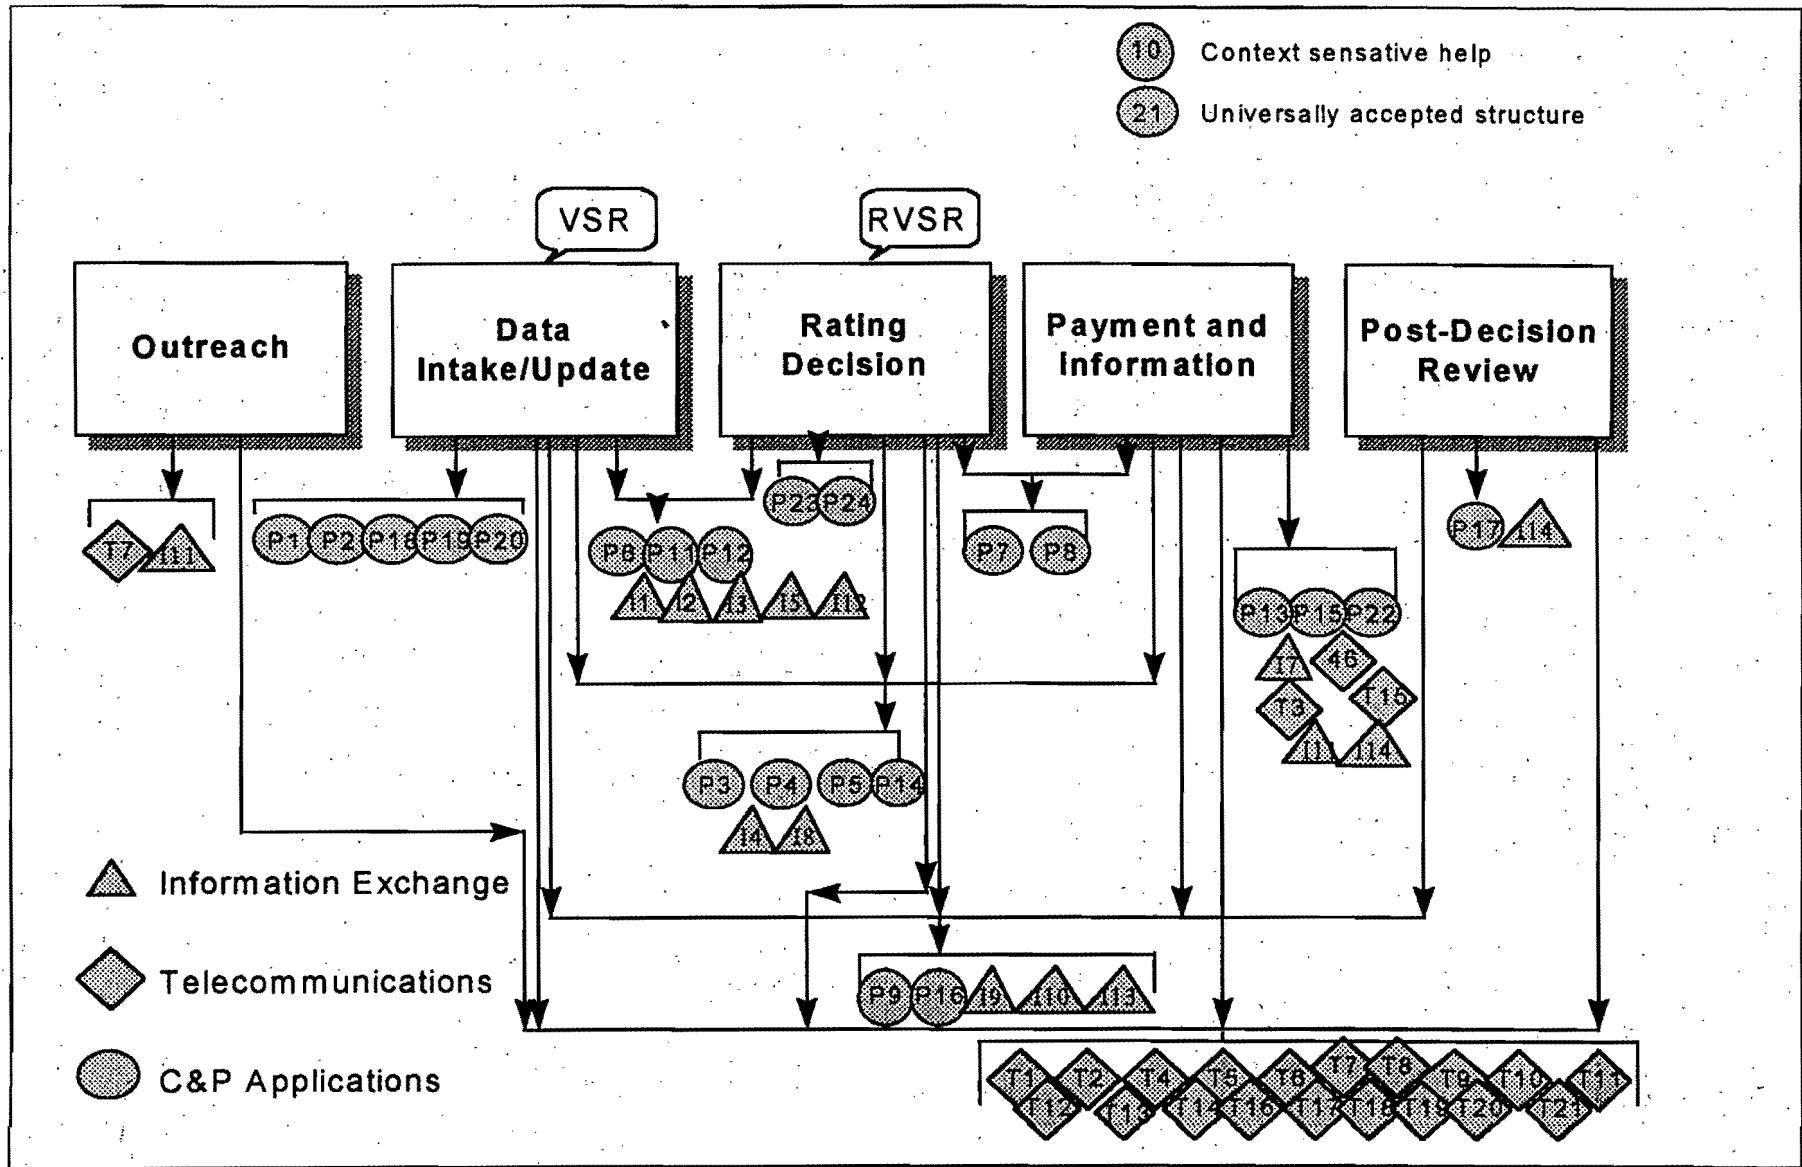 10 Context sensative help
21 Universally accepted structure
VSR
RVSR
Outreach
Data
Intake/Update
Rating
Decision
Payment and
Information
Post-Decision
Review
P23 P24
T7 I11
P1 P2 P18 P19 P20
P6 P11 P12
I1 I2 I3 I5 I12
P7 P8
P17 I14
P13 P15 P22
I7 46
T3 T15
I14
P3 P4 P5 P14
I4 I8
Information Exchange
Telecommunications
C&P Applications
P9 P16 I9 I10 I13
T1 T2 T4 T5 T6 T7 T8 T9 T10 T11
T12 T13 T14 T16 T17 T18 T19 T20 T21